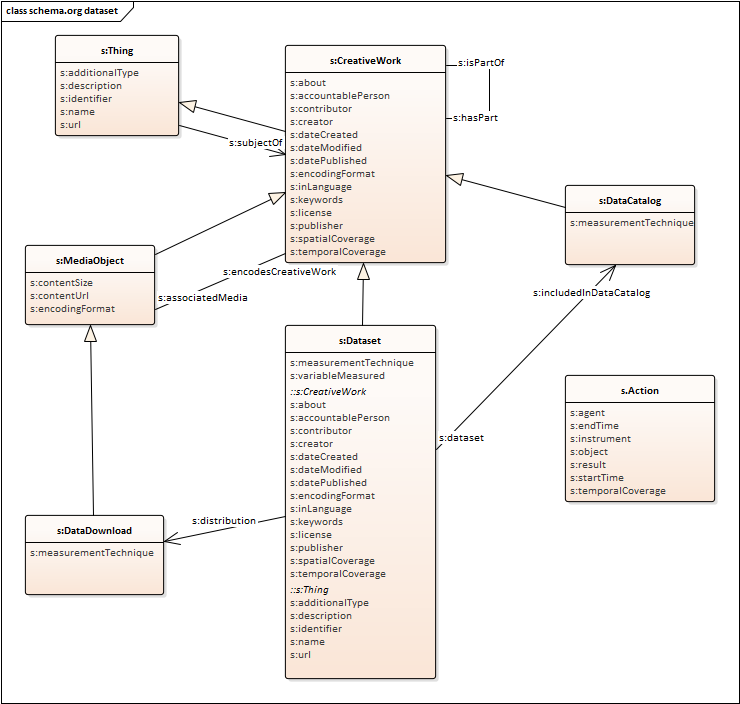 class schema.org dataset
s:Thing
s:additionalType
s:description
s:identifier
s:name
s:url
s:CreativeWork
s:about
s:accountablePerson
s:contributor
s:creator
s:dateCreated
s:dateModified
s:datePublished
s:encodingFormat
s:inLanguage
s:keywords
s:license
s:publisher
s:spatialCoverage
s:temporalCoverage
s:isPartOf
s:hasPart
s:subjectOf
s:DataCatalog
s:measurementTechnique
s:MediaObject
s:contentSize
s:contentUrl
s:encodingFormat
s:encodesCreativeWork
s:associatedMedia
s:includedInDataCatalog
s:Dataset
s:measurementTechnique
s:variableMeasured
::s:CreativeWork
s:about
s:accountablePerson
s:contributor
s:creator
s:dateCreated
s:dateModified
s:datePublished
s:encodingFormat
s:inLanguage
s:keywords
s:license
s:publisher
s:spatialCoverage
s:temporalCoverage
::s:Thing
s:additionalType
s:description
s:identifier
s:name
s:url
s:dataset
s.Action
s:agent
s:endTime
s:instrument
s:object
s:result
s:startTime
s:temporalCoverage
s:distribution
s:DataDownload
s:measurementTechnique